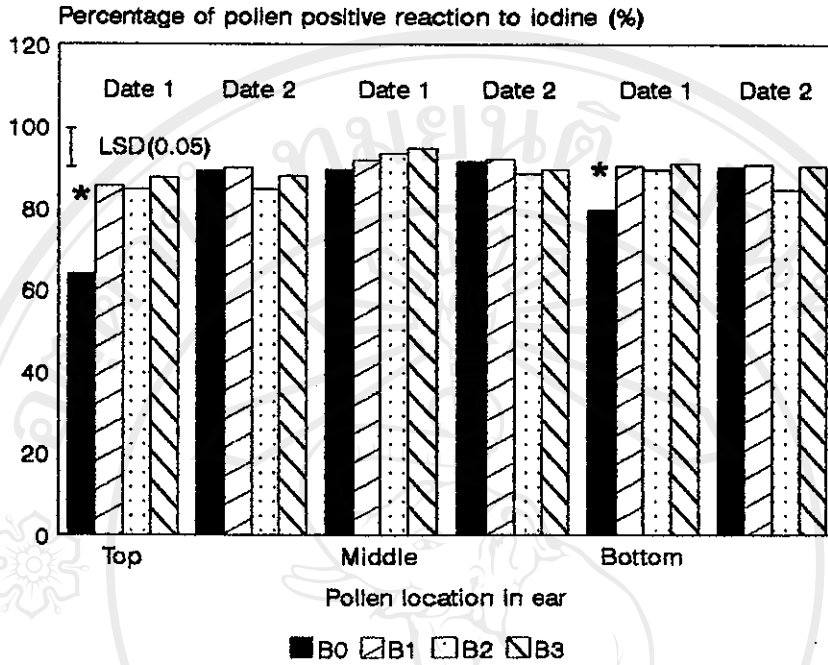 Percentage of pollen positive reaction to iodine (%)
120
Date 1 Date 2 Date 1 Date 2 Date 1 Date 2
100
LSD(0.05)
* *
80
60
40
20
0
Top Middle Bottom
Pollen location in ear
B0 B1 B2 B3